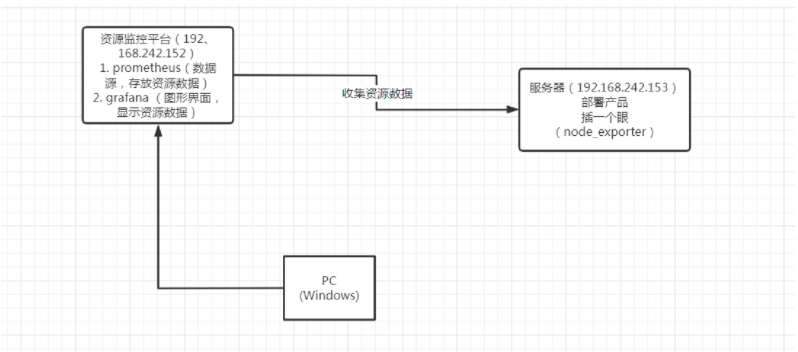 资源监控平台（192、
168.242.152）
1. prometheus（数据
源，存放资源数据）
2. grafana （图形界面，
显示资源数据）
收集资源数据
服务器（192.168.242.153）
部署产品
插一个眼
（node_exporter）
PC
(Windows)